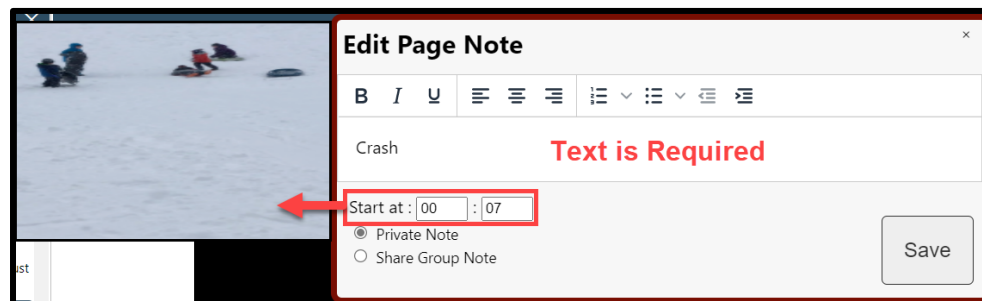 Edit Page Note
×
B I U
Crash
Text is Required
Start at : 00 : 07
Private Note
Share Group Note
Save